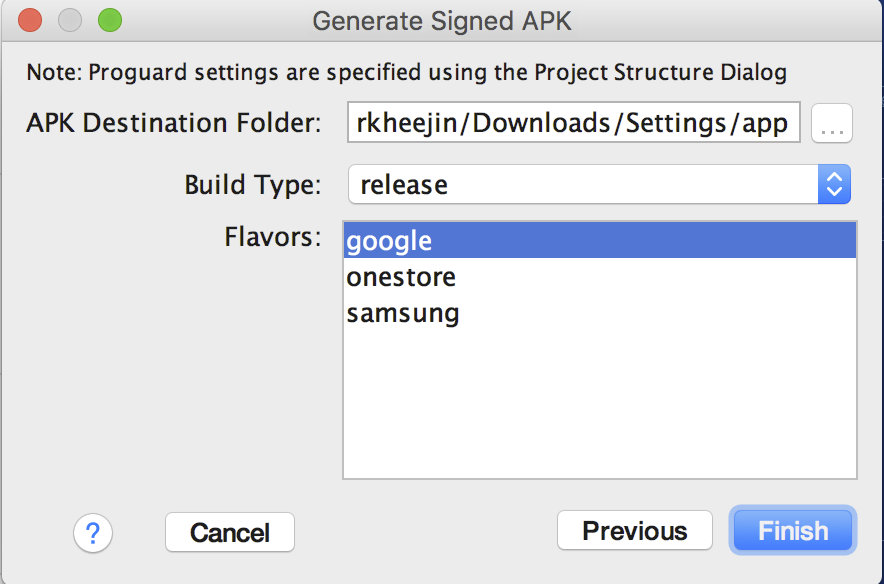 Generate Signed APK
Note: Proguard settings are specified using the Project Structure Dialog
APK Destination Folder: rkheejin/Downloads/Settings/app ...
Build Type: release
Flavors: google
onestore
samsung
? Cancel Previous Finish